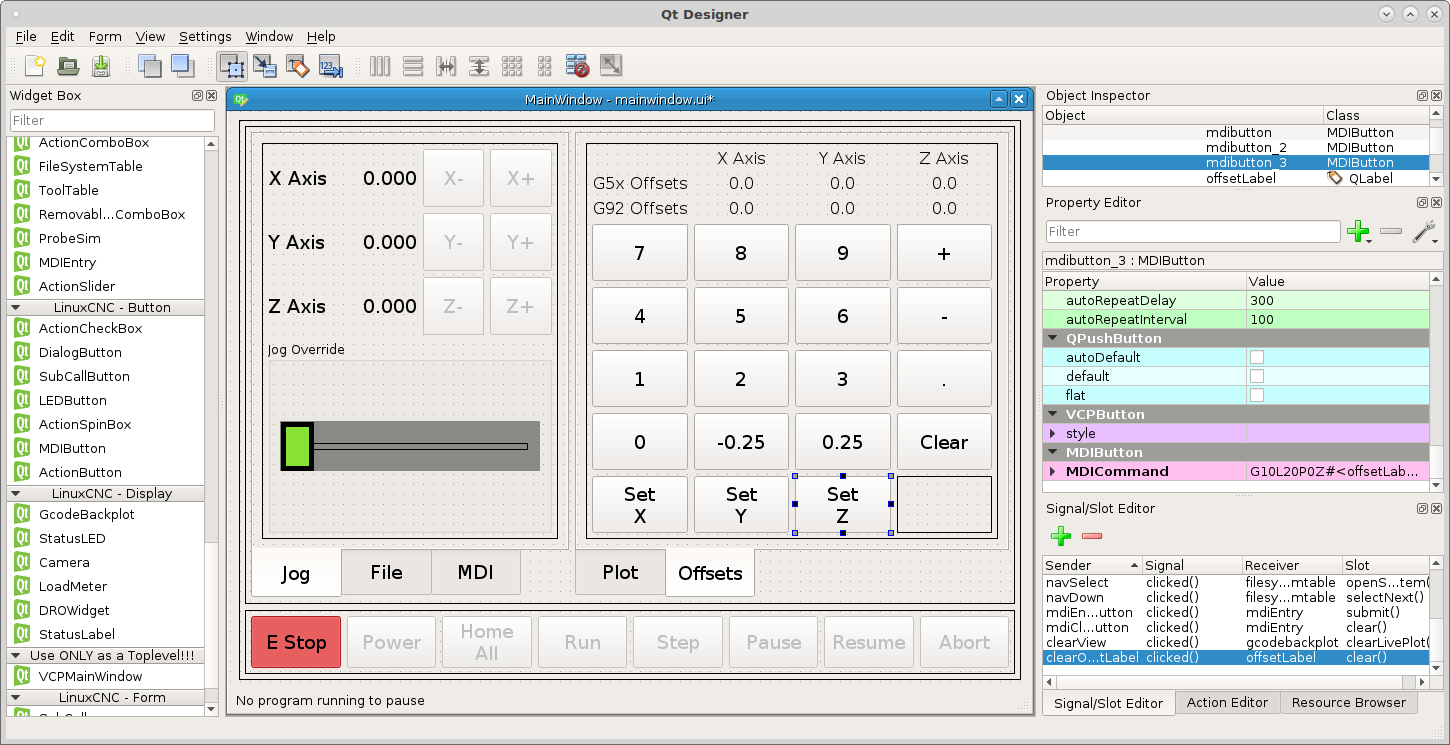 Qt Designer
File Edit Form View Settings Window Help
Widget Box
Filter
ActionComboBox
FileSystemTable
ToolTable
Removabl...ComboBox
ProbeSim
MDIEntry
ActionSlider
LinuxCNC - Button
ActionCheckBox
DialogButton
SubCallButton
LEDButton
ActionSpinBox
MDIButton
ActionButton
LinuxCNC - Display
GcodeBackplot
StatusLED
Camera
LoadMeter
DROWidget
StatusLabel
Use ONLY as a Toplevel!!!
VCPMainWindow
LinuxCNC - Form
MainWindow - mainwindow.ui*
X Axis 0.000 X- X+
Y Axis 0.000 Y- Y+
Z Axis 0.000 Z- Z+
Jog Override
Jog File MDI
X Axis Y Axis Z Axis
G5x Offsets 0.0 0.0 0.0
G92 Offsets 0.0 0.0 0.0
7 8 9 +
4 5 6 -
1 2 3 .
0 -0.25 0.25 Clear
Set X Set Y Set Z
Plot Offsets
E Stop Power Home All Run Step Pause Resume Abort
No program running to pause
Object Inspector
Object Class
mdibutton MDIButton
mdibutton_2 MDIButton
mdibutton_3 MDIButton
offsetLabel QLabel
Property Editor
Filter
mdibutton_3 : MDIButton
Property Value
autoRepeatDelay 300
autoRepeatInterval 100
QPushButton
autoDefault
default
flat
VCPButton
style
MDIButton
MDICommand G10L20P0Z#<offsetLab...
Signal/Slot Editor
Sender Signal Receiver Slot
navSelect clicked() filesy...mtable openS...tem(
navDown clicked() filesy...mtable selectNext()
mdiEn...utton clicked() mdiEntry submit()
mdiCl...utton clicked() mdiEntry clear()
clearView clicked() gcodebackplot clearLivePlot(
clearO...tLabel clicked() offsetLabel clear()
Signal/Slot Editor Action Editor Resource Browser